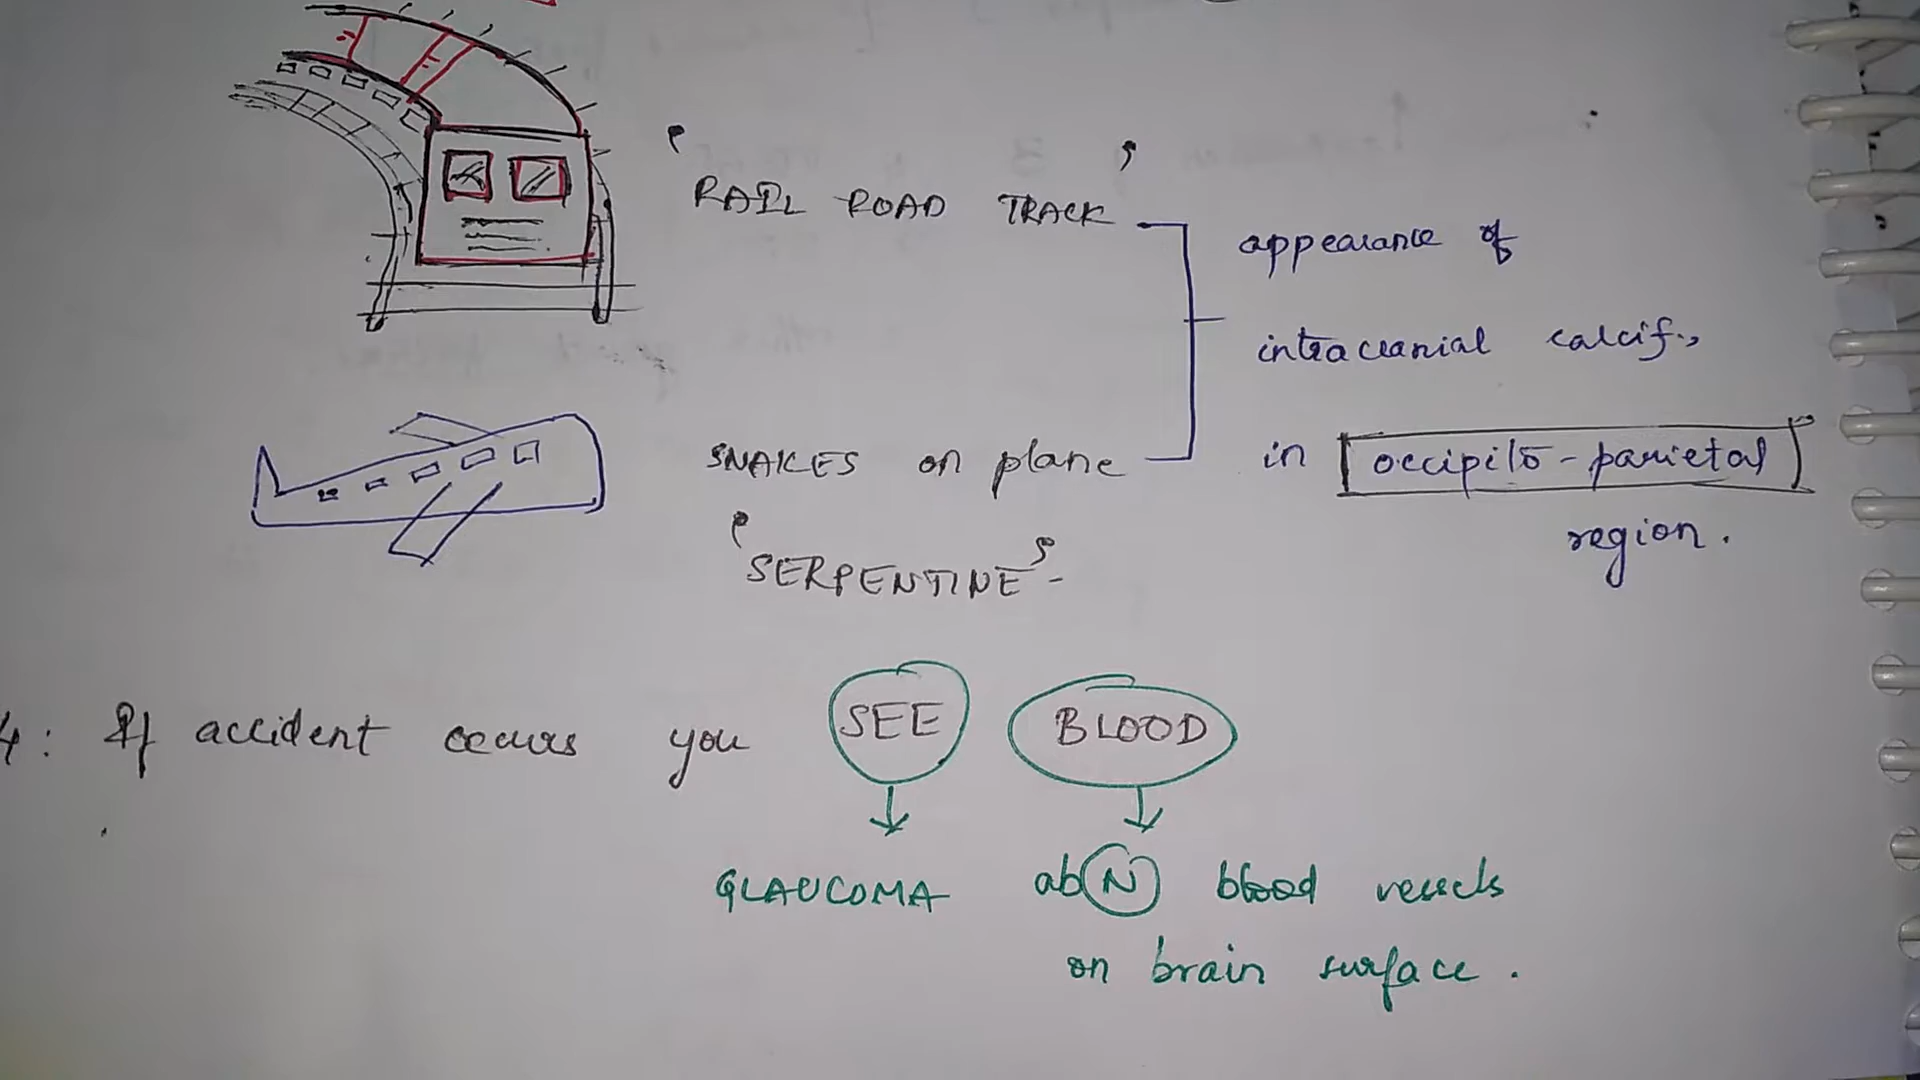 'RAIL ROAD TRACK'
appearance of
intracranial calcif.,
SNAKES on plane
in occipito-parietal
region.
'SERPENTINE'-
4: If accident occurs you SEE BLOOD
GLAUCOMA abN blood vessels
on brain surface.